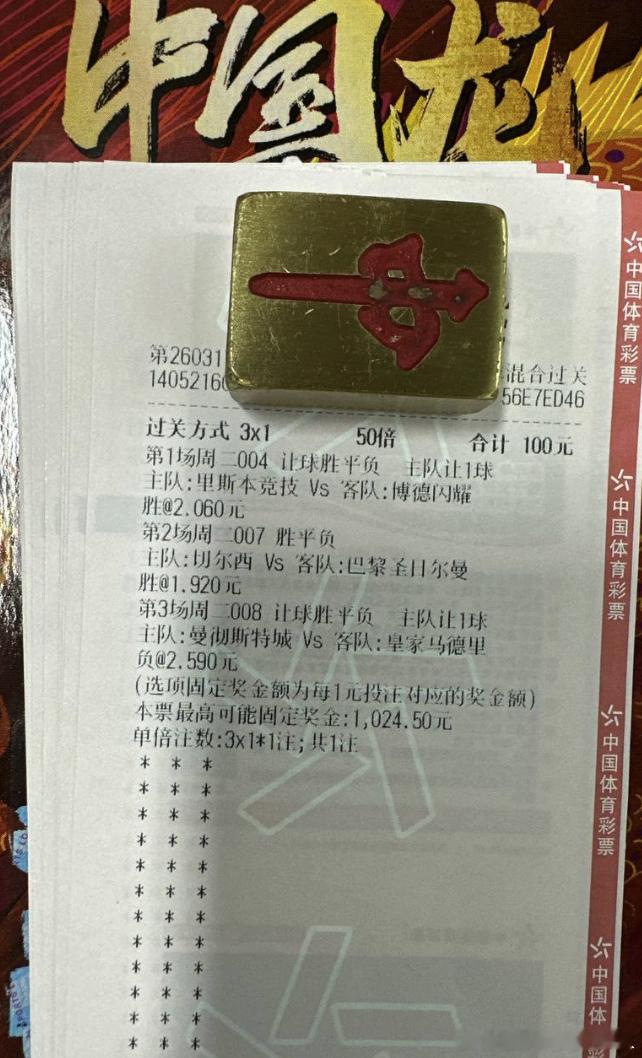 中国龙
第26031
混合过关
14052160
56E7ED46
过关方式 3x1 50倍 合计 100元
第1场周二004 让球胜平负 主队让1球
主队:里斯本竞技 Vs 客队:博德闪耀
胜@2.060元
第2场周二007 胜平负
主队:切尔西 Vs 客队:巴黎圣日尔曼
胜@1.920元
第3场周二008 让球胜平负 主队让1球
主队:曼彻斯特城 Vs 客队:皇家马德里
负@2.590元
(选项固定奖金额为每1元投注对应的奖金额)
本票最高可能固定奖金:1,024.50元
单倍注数:3x1*1注;共1注
* * *
* * *
* * *
* * *
* * *
* * *
* * *
* * *
* * *
* * *
* * *
* * *
中国体育彩票
中国体育彩票
中国体育彩票
中国体彩